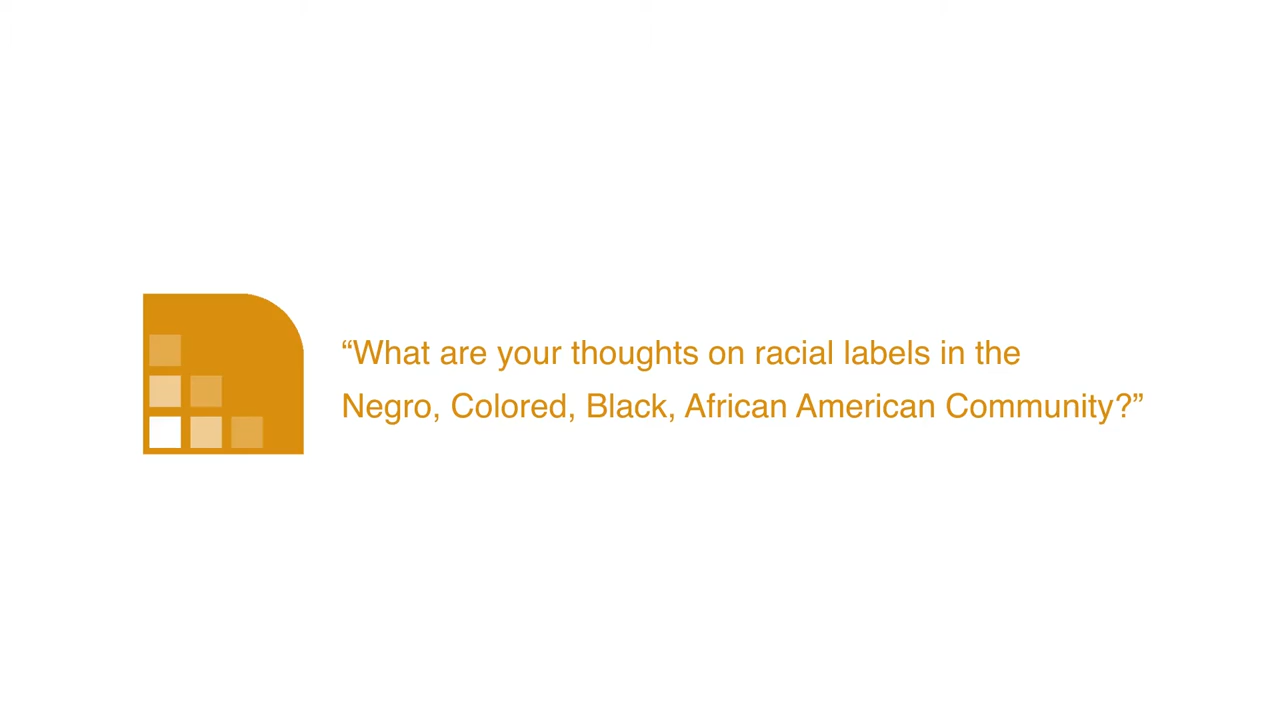 “What are your thoughts on racial labels in the
Negro, Colored, Black, African American Community?”